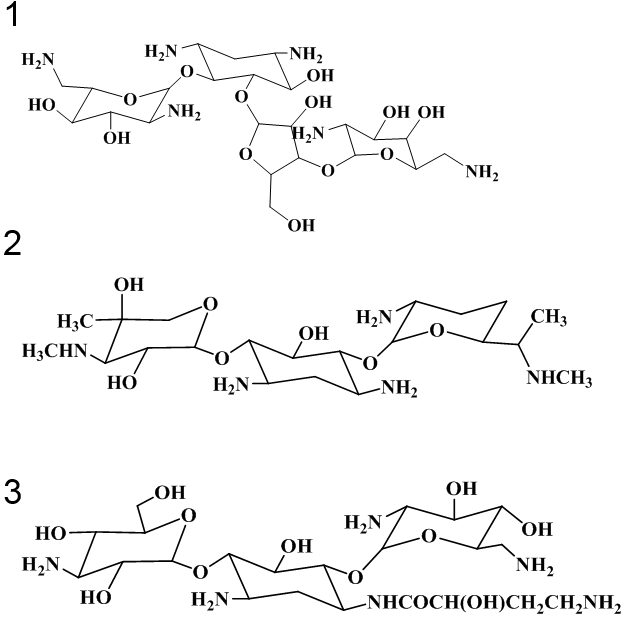 1
H₂N NH₂
H₂N O OH
O O OH
HO NH₂ OH OH OH
OH H₂N
O O O NH₂
OH
2
OH O
H₃C H₂N CH₃
OH O
H₃CHN O O
HO H₂N NH₂ NHCH₃
3
OH OH
O H₂N
HO OH O OH
H₂N O O NH₂
HO H₂N NHCOCH(OH)CH₂CH₂NH₂